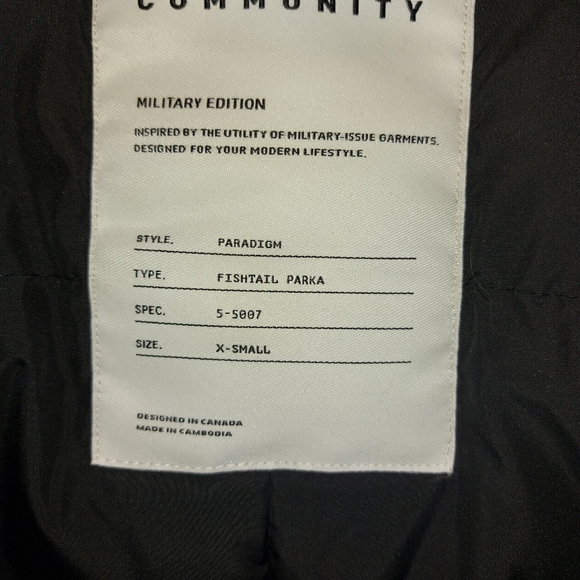 COMMUNITY
MILITARY EDITION
INSPIRED BY THE UTILITY OF MILITARY-ISSUE GARMENTS.
DESIGNED FOR YOUR MODERN LIFESTYLE.
STYLE. PARADIGM
TYPE. FISHTAIL PARKA
SPEC. 5-5007
SIZE. X-SMALL
DESIGNED IN CANADA
MADE IN CAMBODIA